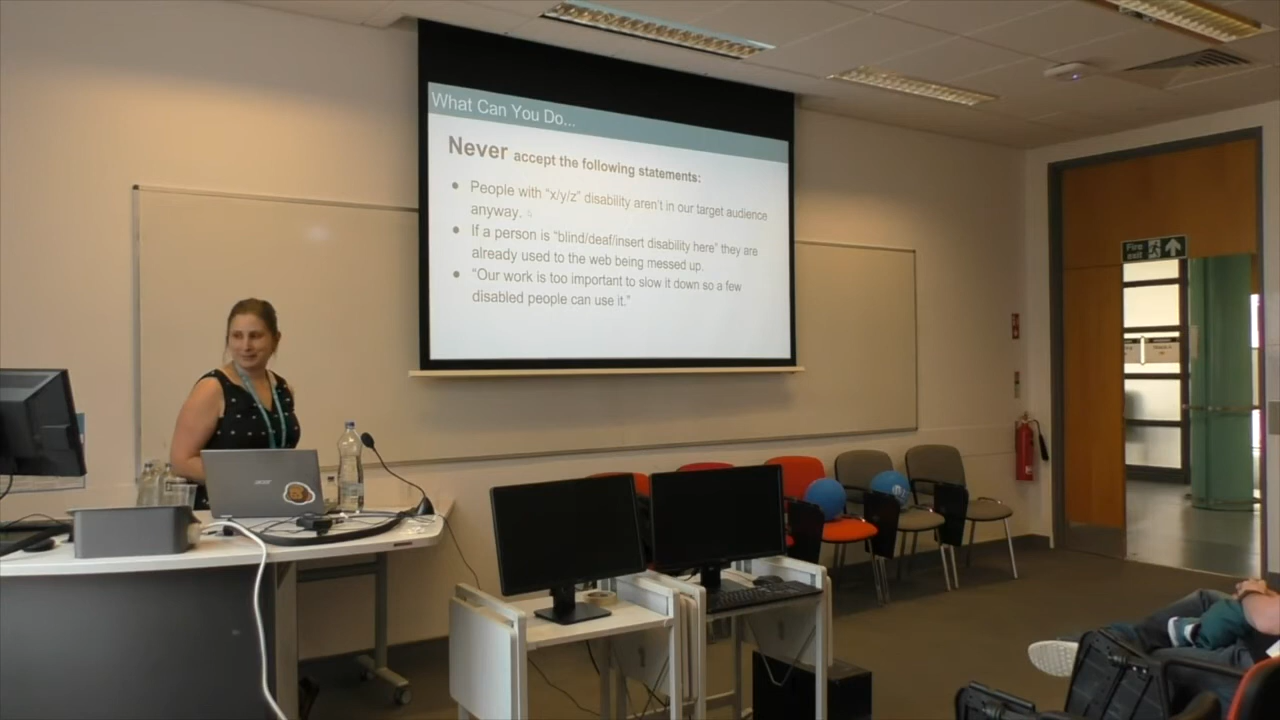 What Can You Do...
Never accept the following statements:
• People with "x/y/z" disability aren't in our target audience
anyway.
• If a person is "blind/deaf/insert disability here" they are
already used to the web being messed up.
• "Our work is too important to slow it down so a few
disabled people can use it."
Fire
exit
acer